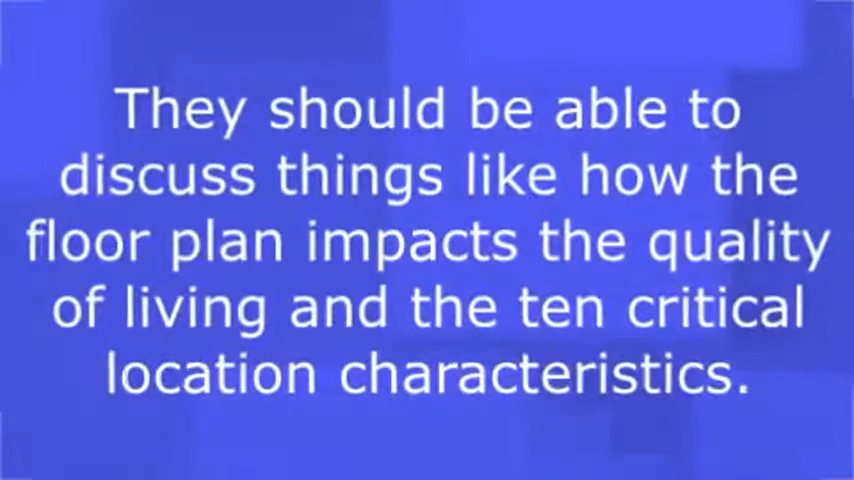 They should be able to
discuss things like how the
floor plan impacts the quality
of living and the ten critical
location characteristics.